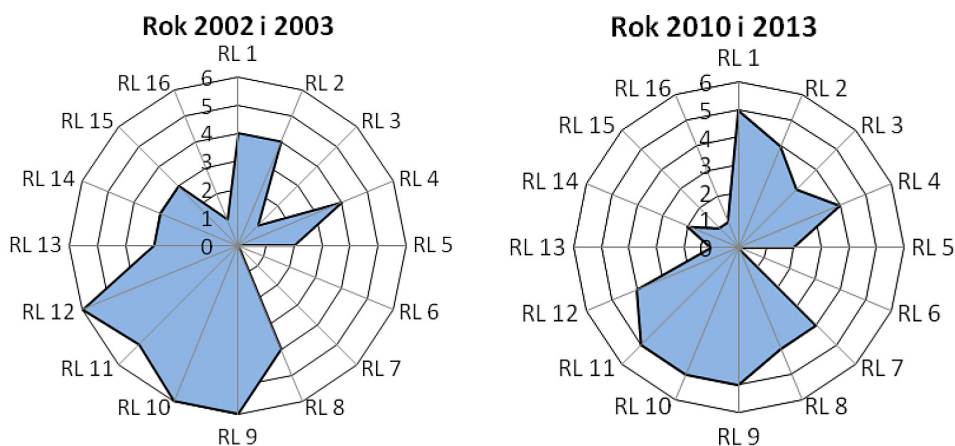 Rok 2002 i 2003
RL 1
RL 2
RL 3
RL 4
RL 5
RL 6
RL 7
RL 8
RL 9
RL 10
RL 11
RL 12
RL 13
RL 14
RL 15
RL 16
6
5
4
3
2
1
0
Rok 2010 i 2013
RL 1
RL 2
RL 3
RL 4
RL 5
RL 6
RL 7
RL 8
RL 9
RL 10
RL 11
RL 12
RL 13
RL 14
RL 15
RL 16
6
5
4
3
2
1
0